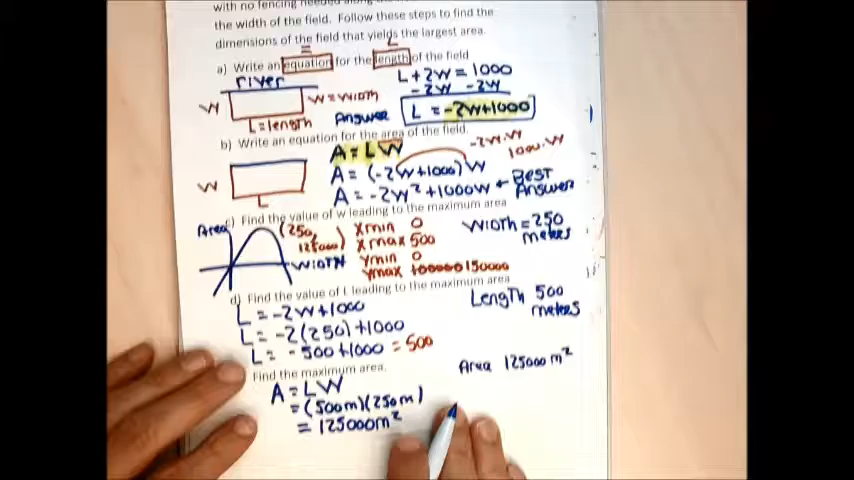 with no fencing needed along the
the width of the field. Follow these steps to find the
dimensions of the field that yields the largest area.
= L
a) Write an equation for the length of the field
river
L + 2W = 1000
-2W -2W
W W = WIDTH
L = length
Answer L = -2W+1000
b) Write an equation for the area of the field.
A = LW
-2W·W
1000·W
A = (-2W+1000)W
W
L
A = -2W² + 1000W ← BEST Answer
c) Find the value of w leading to the maximum area
Area
(250, 125000)
WIDTH
Xmin 0
Xmax 500
Ymin 0
Ymax 100000 150000
WIDTH = 250 meters
d) Find the value of L leading to the maximum area
L = -2W+1000
L = -2(250)+1000
L = -500+1000 = 500
Length 500 meters
Find the maximum area.
A = LW
= (500m)(250m)
= 125000m²
Area 125000 m²